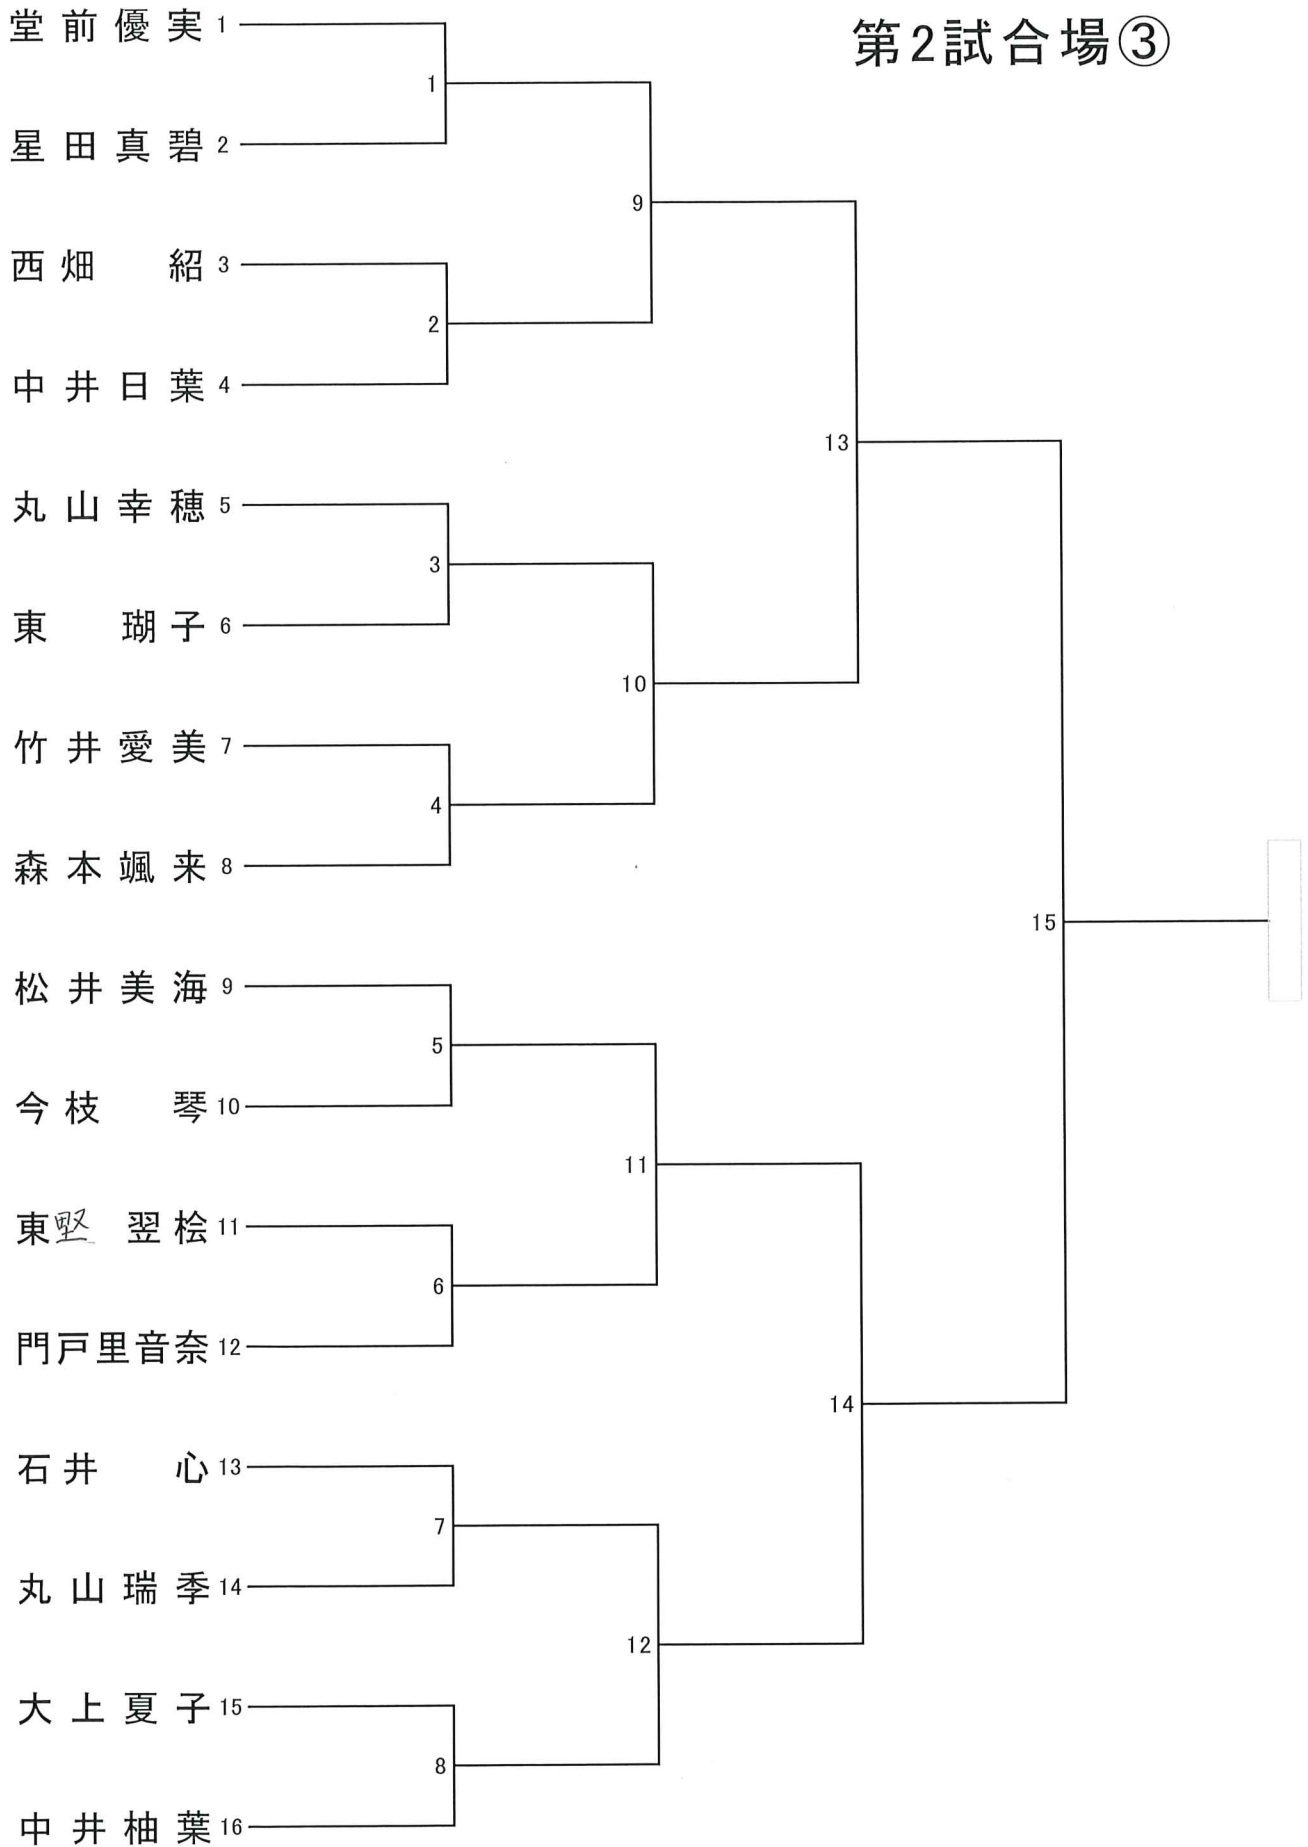 第2試合場③
堂前優実 1
1
星田真碧 2
9
西畑 紹 3
2
中井日葉 4
13
丸山幸穂 5
3
東 瑚子 6
10
竹井愛美 7
4
森本颯来 8
15
松井美海 9
5
今枝 琴 10
11
東堅 翌桧 11
6
門戸里音奈 12
14
石井 心 13
7
丸山瑞季 14
12
大上夏子 15
8
中井柚葉 16